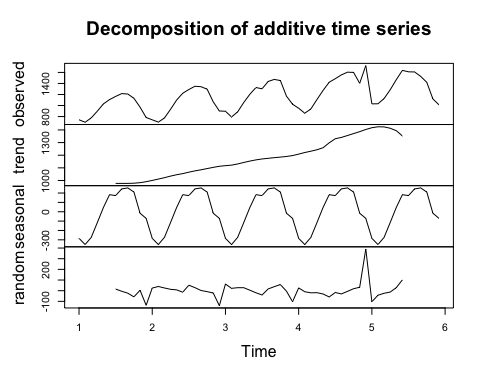 Decomposition of additive time series
observed
800 1400
trend
1000 1300
seasonal
-300 0
random
-100 200
1 2 3 4 5 6
Time